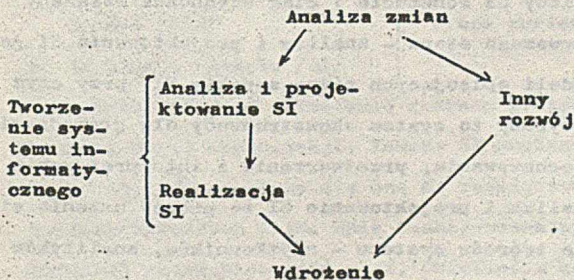 Analiza zmian
Analiza i proje-
ktowanie SI
Inny
rozwój
Tworze-
nie sys-
temu in-
formaty-
cznego
Realizacja
SI
Wdrożenie